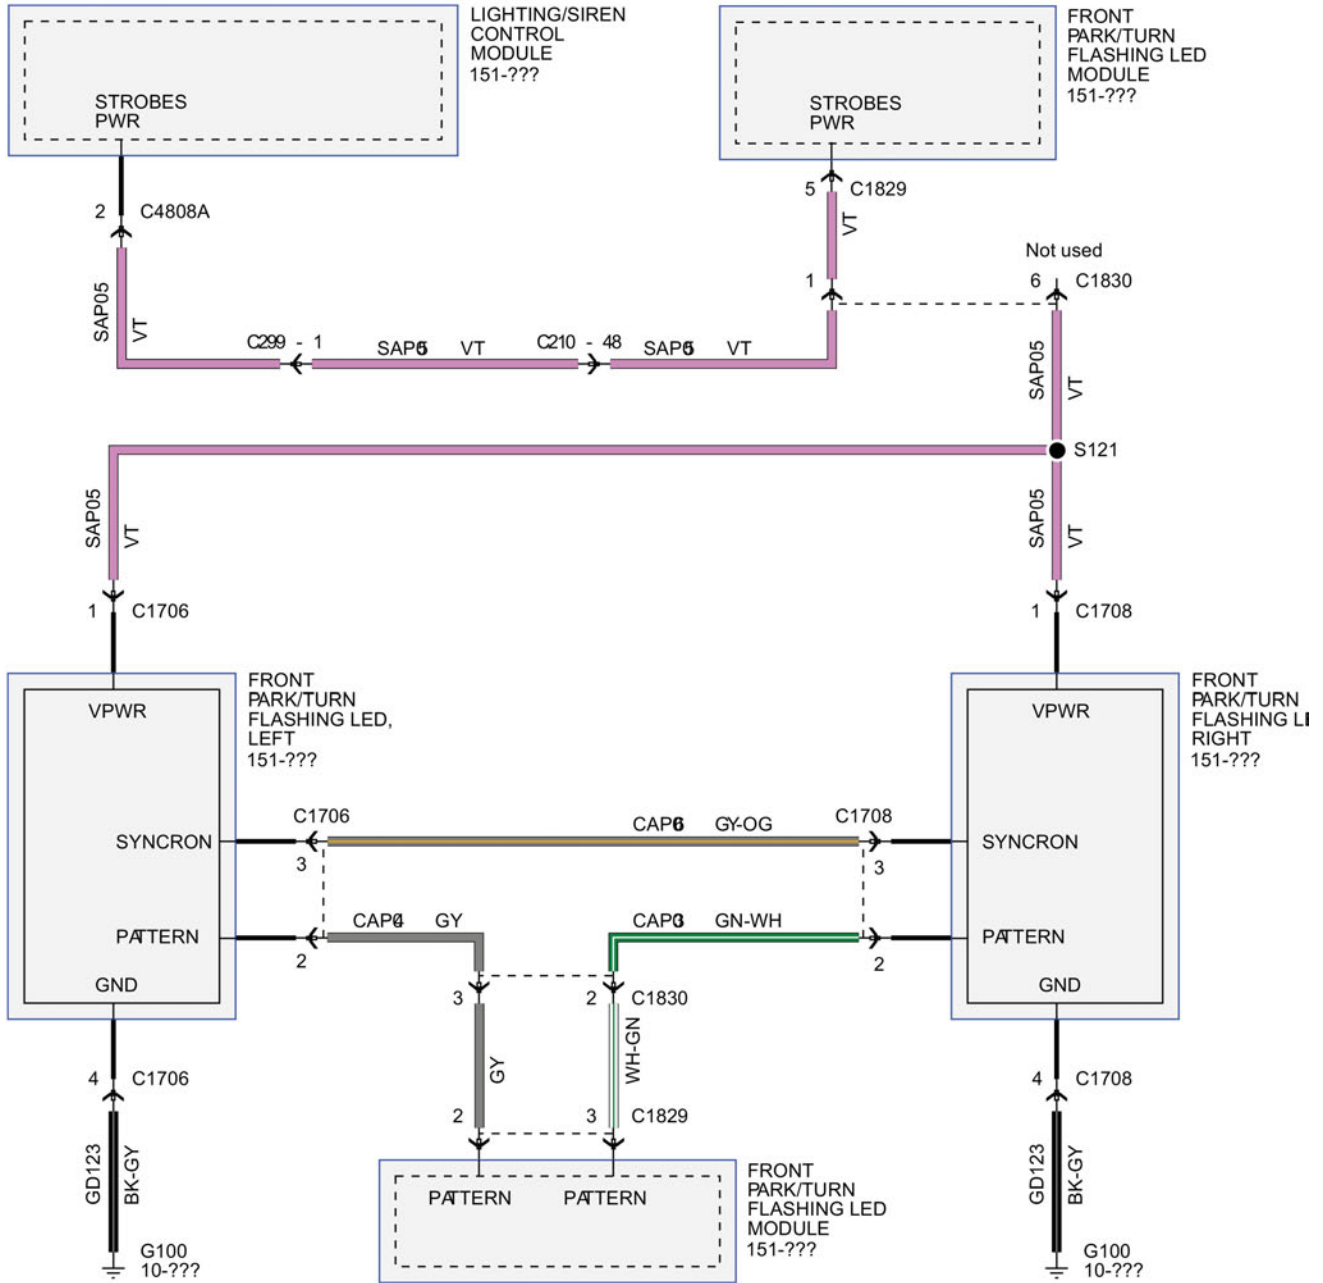 LIGHTING/SIREN
CONTROL
MODULE
151-???
STROBES
PWR
FRONT
PARK/TURN
FLASHING LED
MODULE
151-???
STROBES
PWR
2 C4808A
5 C1829
VT
Not used
1
6 C1830
SAP05
VT
C299 - 1
SAP05 VT
C210 - 48
SAP05 VT
SAP05
VT
S121
SAP05
VT
SAP05
VT
1 C1706
1 C1708
FRONT
PARK/TURN
FLASHING LED,
LEFT
151-???
VPWR
SYNCRON
PATTERN
GND
FRONT
PARK/TURN
FLASHING LE
RIGHT
151-???
VPWR
SYNCRON
PATTERN
GND
C1706
3
CAP06 GY-OG
C1708
3
CAP04 GY
2
CAP03 GN-WH
2
3
2 C1830
GY
WH-GN
2
3 C1829
4 C1706
4 C1708
GD123
BK-GY
GD123
BK-GY
PATTERN PATTERN
FRONT
PARK/TURN
FLASHING LED
MODULE
151-???
G100
10-???
G100
10-???